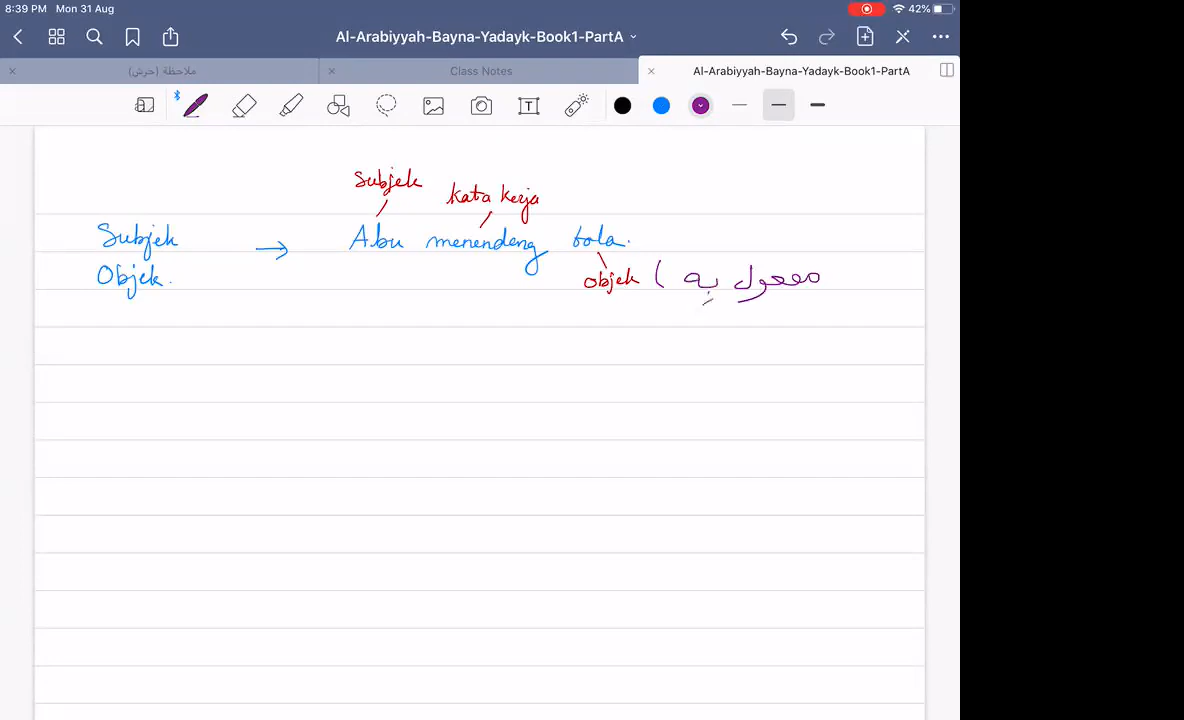 8:39 PM Mon 31 Aug
42%
Al-Arabiyyah-Bayna-Yadayk-Book1-PartA
ملاحظة (حرش)
Class Notes
Al-Arabiyyah-Bayna-Yadayk-Book1-PartA
T
Subjek
kata kerja
Subjek → Abu menendeng bola.
Objek.
objek ( مفعول بِه